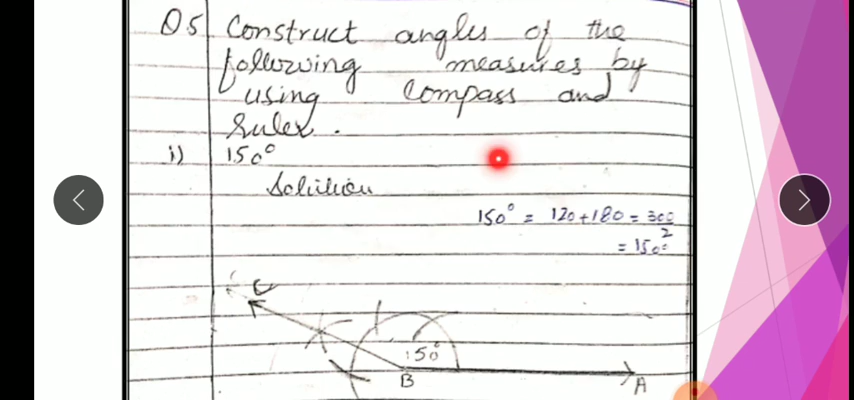 Q5 Construct angles of the
following measures by
using Compass and
Ruler.
i) 150°
Solution
150° = 120+180 = 300
2
= 150°
C
150°
B
A